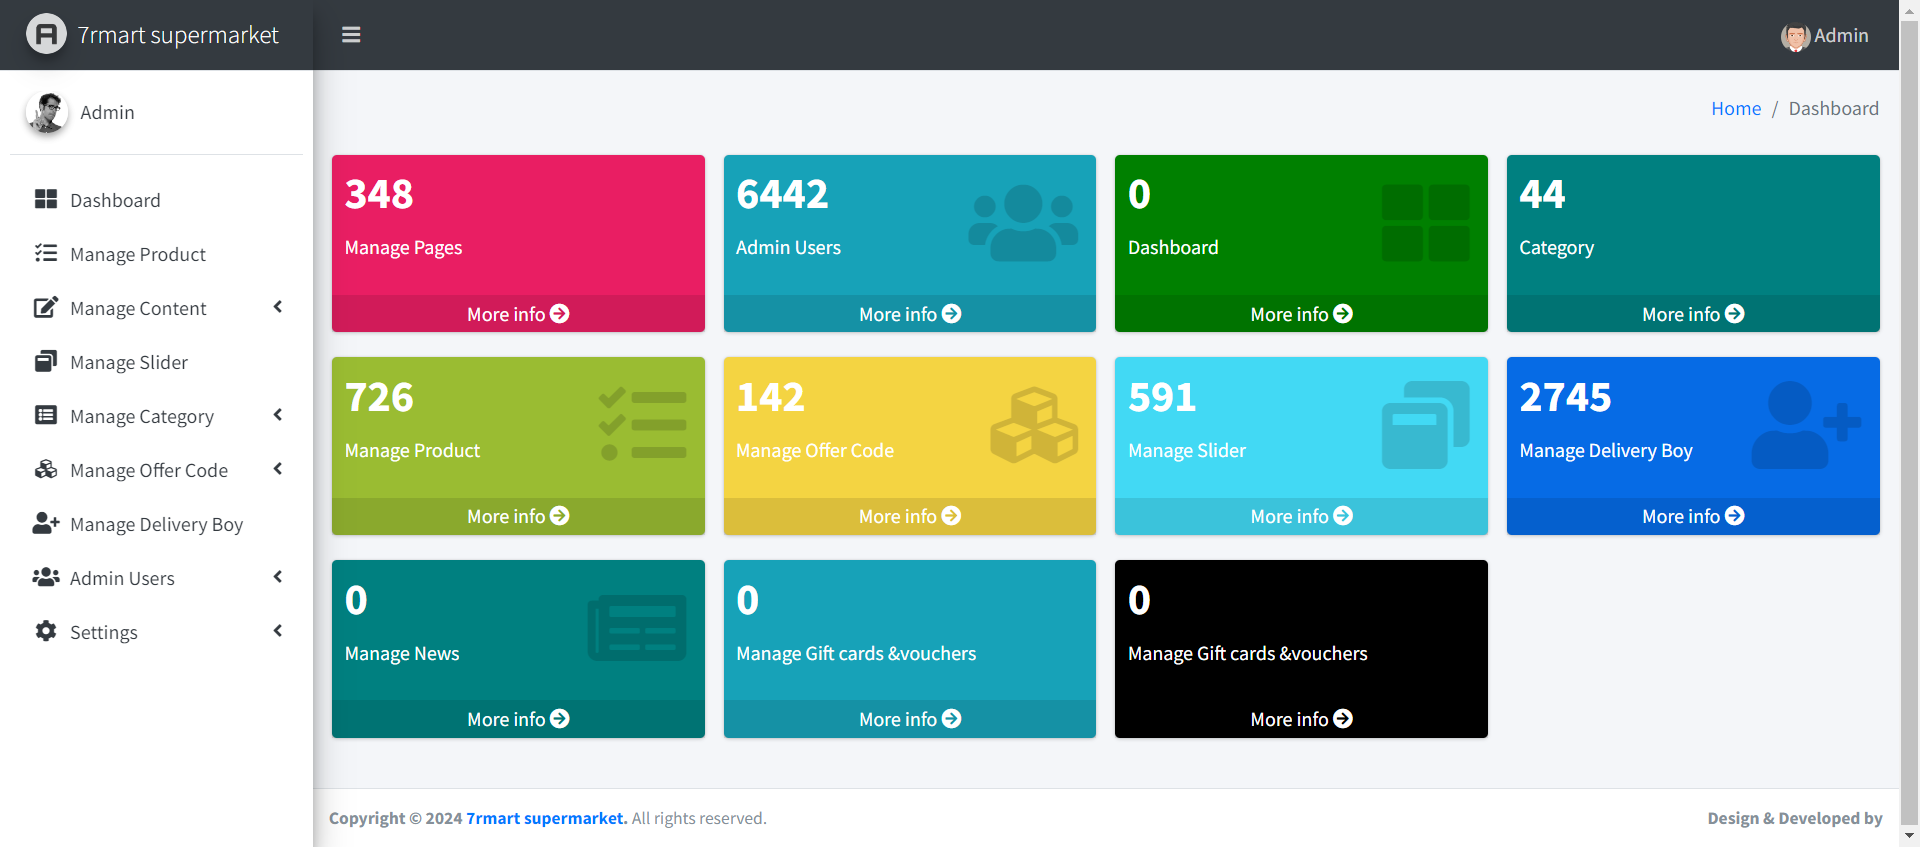 7rmart supermarket
Admin
Admin
Home / Dashboard
Dashboard
Manage Product
Manage Content
Manage Slider
Manage Category
Manage Offer Code
Manage Delivery Boy
Admin Users
Settings
348
Manage Pages
More info
6442
Admin Users
More info
0
Dashboard
More info
44
Category
More info
726
Manage Product
More info
142
Manage Offer Code
More info
591
Manage Slider
More info
2745
Manage Delivery Boy
More info
0
Manage News
More info
0
Manage Gift cards &vouchers
More info
0
Manage Gift cards &vouchers
More info
Copyright © 2024 7rmart supermarket. All rights reserved.
Design & Developed by